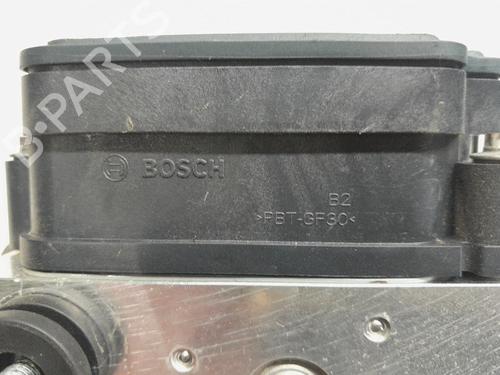 B-PARTS
BOSCH
B2
>PBT-GF30<